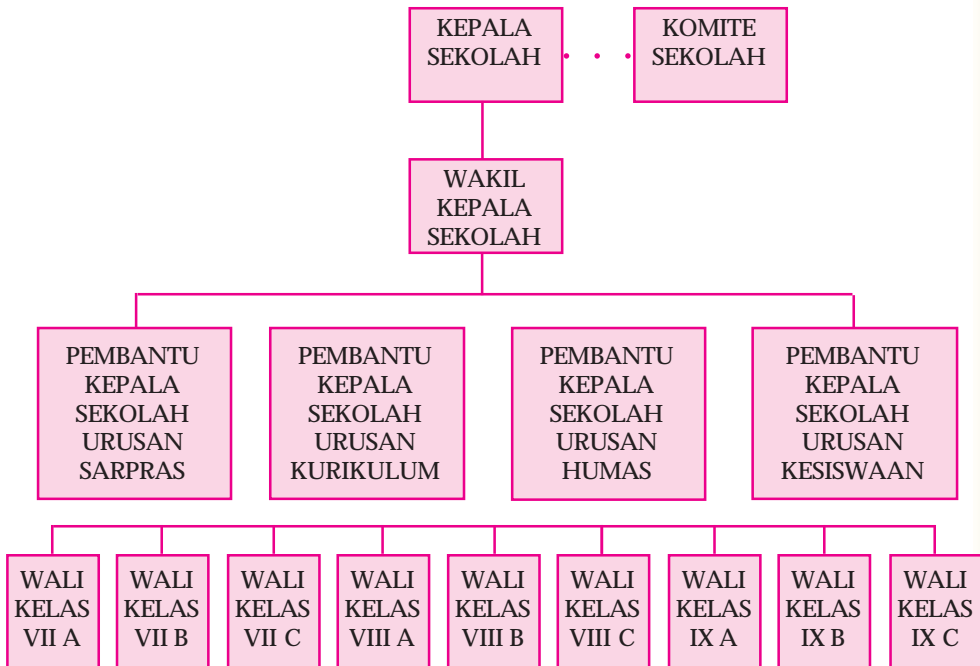 KEPALA
SEKOLAH
KOMITE
SEKOLAH
WAKIL
KEPALA
SEKOLAH
PEMBANTU
KEPALA
SEKOLAH
URUSAN
SARPRAS
PEMBANTU
KEPALA
SEKOLAH
URUSAN
KURIKULUM
PEMBANTU
KEPALA
SEKOLAH
URUSAN
HUMAS
PEMBANTU
KEPALA
SEKOLAH
URUSAN
KESISWAAN
WALI
KELAS
VII A
WALI
KELAS
VII B
WALI
KELAS
VII C
WALI
KELAS
VIII A
WALI
KELAS
VIII B
WALI
KELAS
VIII C
WALI
KELAS
IX A
WALI
KELAS
IX B
WALI
KELAS
IX C